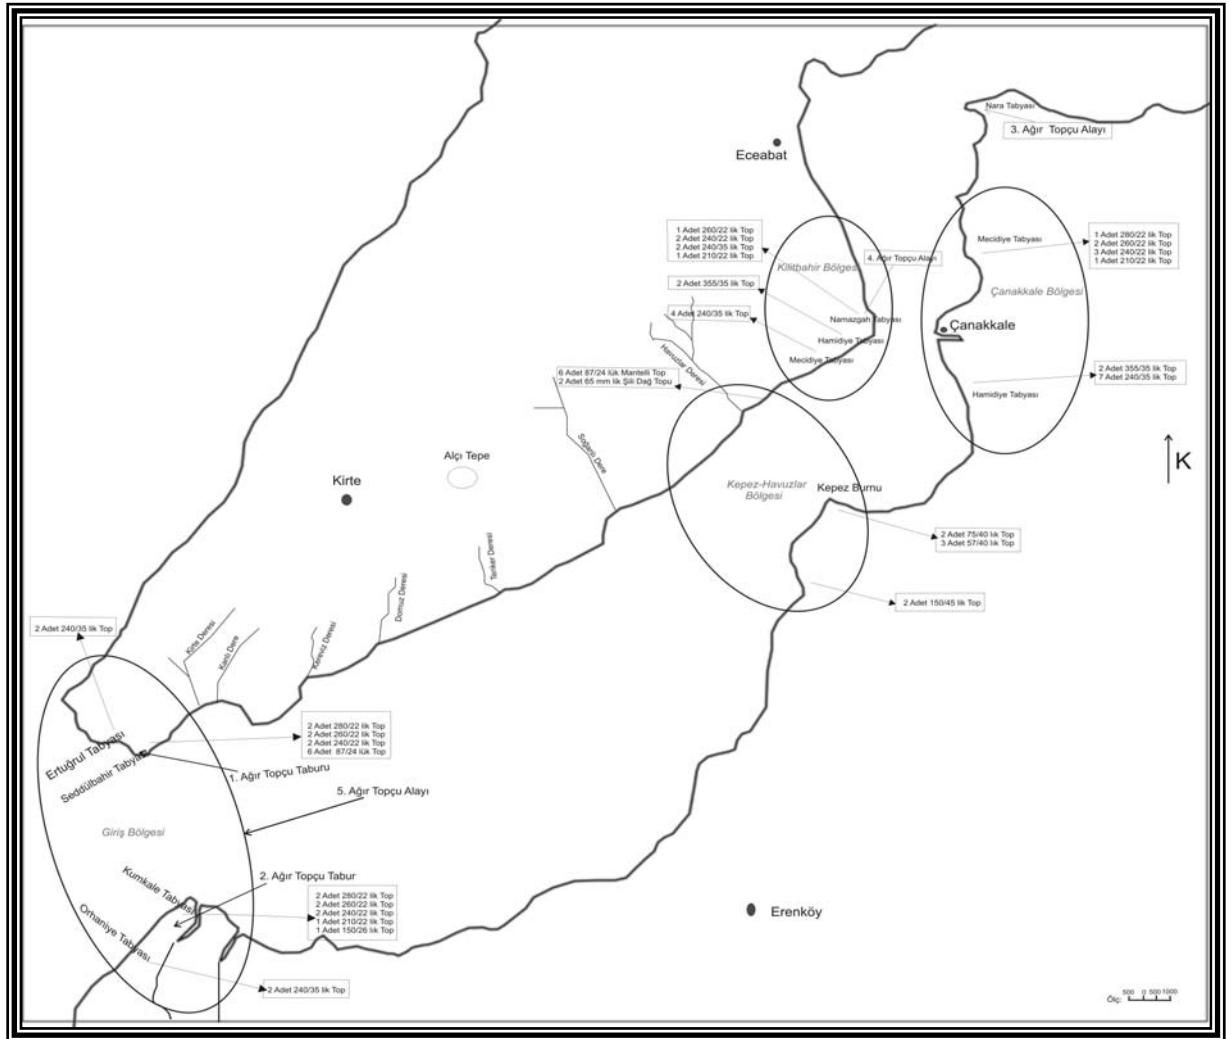 Nara Tabyası
3. Ağır Topçu Alayı
Eceabat
1 Adet 260/22 lik Top
2 Adet 240/22 lik Top
2 Adet 240/35 lik Top
1 Adet 210/22 lik Top
Kilitbahir Bölgesi
4. Ağır Topçu Alayı
2 Adet 355/35 lik Top
4 Adet 240/35 lik Top
Namazgah Tabyası
Hamidiye Tabyası
Mecidiye Tabyası
Mecidiye Tabyası
1 Adet 280/22 lik Top
2 Adet 260/22 lik Top
3 Adet 240/22 lik Top
1 Adet 210/22 lik Top
Çanakkale Bölgesi
Çanakkale
2 Adet 355/35 lik Top
7 Adet 240/35 lik Top
Hamidiye Tabyası
Havuzlar Deresi
6 Adet 87/24 lük Mantelli Top
2 Adet 65 mm lik Şili Dağ Topu
Soğanlı Dere
Alçı Tepe
Kirte
K
Kepez-Havuzlar
Bölgesi
Kepez Burnu
2 Adet 75/40 lık Top
3 Adet 57/40 lık Top
2 Adet 150/45 lik Top
Tenker Deresi
Domuz Deresi
Kereviz Deresi
Kanlı Dere
Kirte Deresi
2 Adet 240/35 lik Top
2 Adet 280/22 lik Top
2 Adet 260/22 lik Top
2 Adet 240/22 lik Top
6 Adet 87/24 lük Top
Ertuğrul Tabyası
Seddülbahir Tabyası
1. Ağır Topçu Taburu
5. Ağır Topçu Alayı
Giriş Bölgesi
2. Ağır Topçu Tabur
Kumkale Tabyası
Orhaniye Tabyası
2 Adet 280/22 lik Top
2 Adet 260/22 lik Top
2 Adet 240/22 lik Top
1 Adet 210/22 lik Top
1 Adet 150/26 lik Top
2 Adet 240/35 lik Top
Erenköy
Ölç: 500 0 500 1000